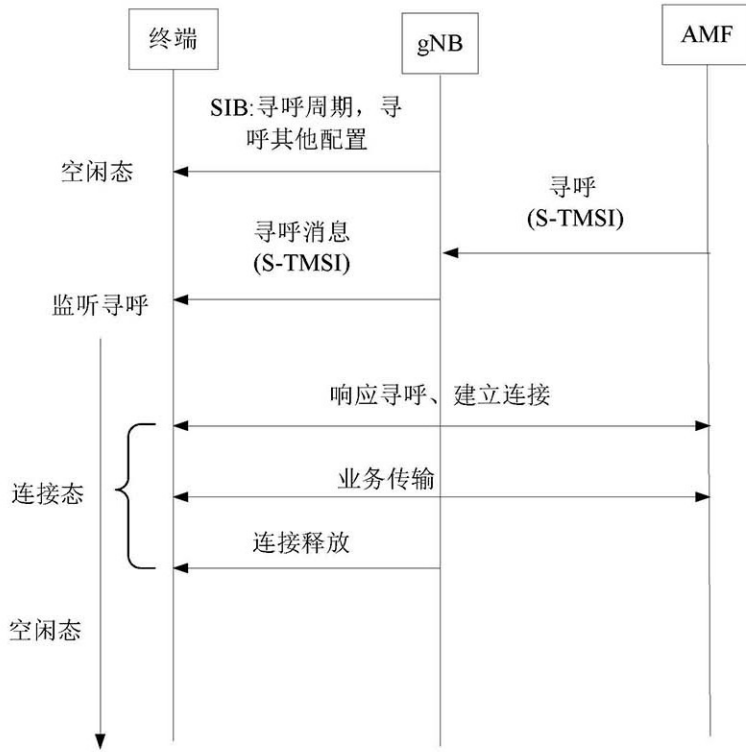 终端
gNB
AMF
SIB:寻呼周期，寻
呼其他配置
空闲态
寻呼
(S-TMSI)
寻呼消息
(S-TMSI)
监听寻呼
响应寻呼、建立连接
连接态
业务传输
连接释放
空闲态